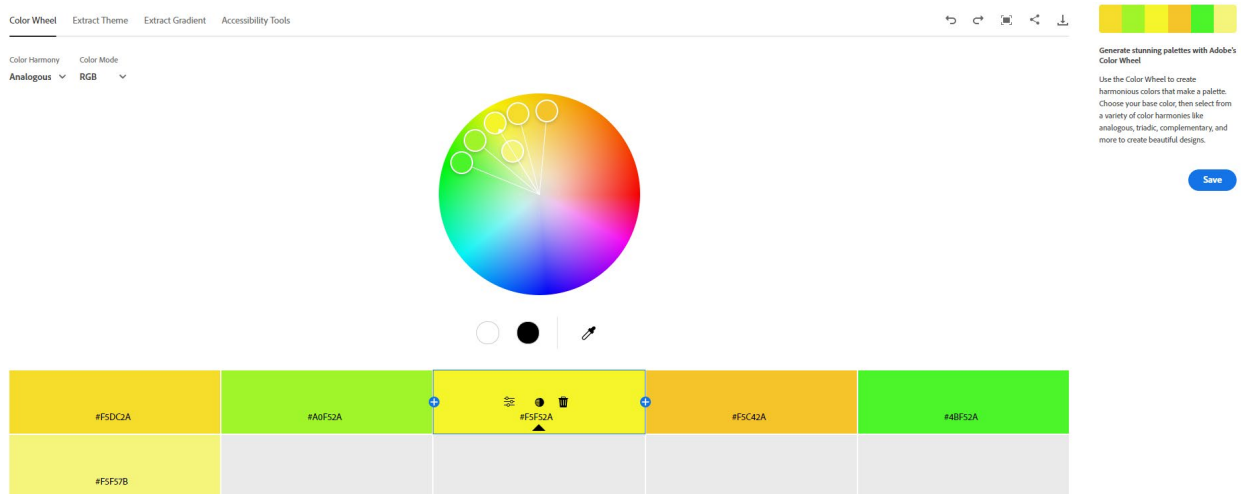 Color Wheel Extract Theme Extract Gradient Accessibility Tools
Color Harmony Color Mode
Analogous RGB
Generate stunning palettes with Adobe's
Color Wheel
Use the Color Wheel to create
harmonious colors that make a palette.
Choose your base color, then select from
a variety of color harmonies like
analogous, triadic, complementary, and
more to create beautiful designs.
Save
#F5DC2A #A0F52A #F5F52A #F5C42A #4BF52A
#F5F57B